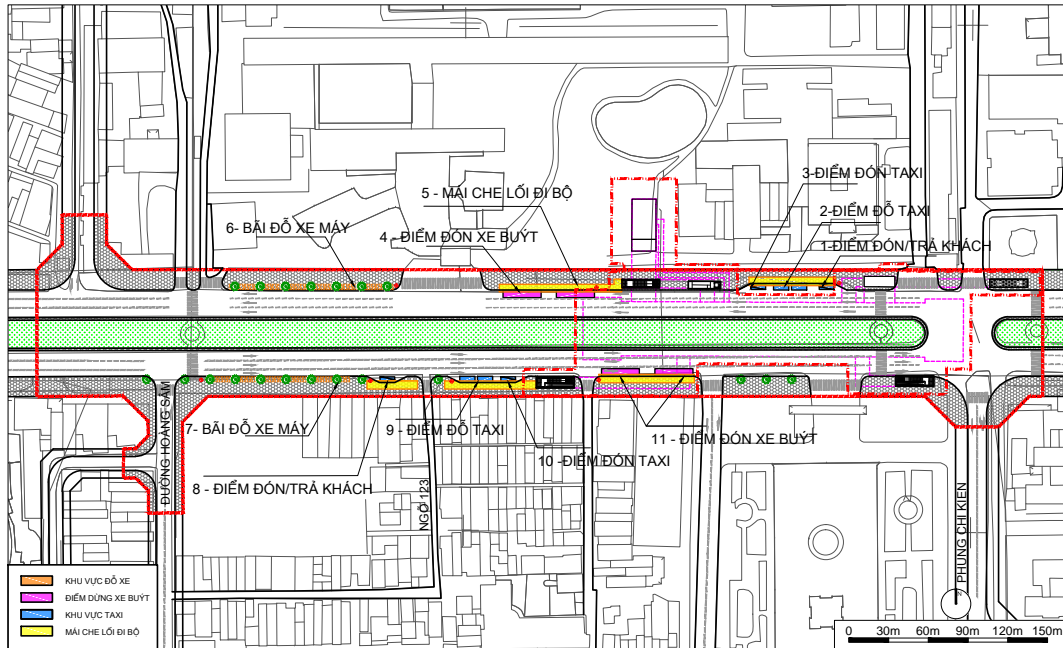 3-ĐIỂM ĐÓN TAXI
5 - MÁI CHE LỐI ĐI BỘ
2-ĐIỂM ĐỖ TAXI
6- BÃI ĐỖ XE MÁY
4 - ĐIỂM ĐÓN XE BUÝT
1-ĐIỂM ĐÓN/TRẢ KHÁCH
7- BÃI ĐỖ XE MÁY
9 - ĐIỂM ĐỖ TAXI
11 - ĐIỂM ĐÓN XE BUÝT
10 -ĐIỂM ĐÓN TAXI
8 - ĐIỂM ĐÓN/TRẢ KHÁCH
ĐƯỜNG HOÀNG SÂM
NGÕ 123
PHUNG CHI KIEN
KHU VỰC ĐỖ XE
ĐIỂM DỪNG XE BUÝT
KHU VỰC TAXI
MÁI CHE LỐI ĐI BỘ
0 30m 60m 90m 120m 150m